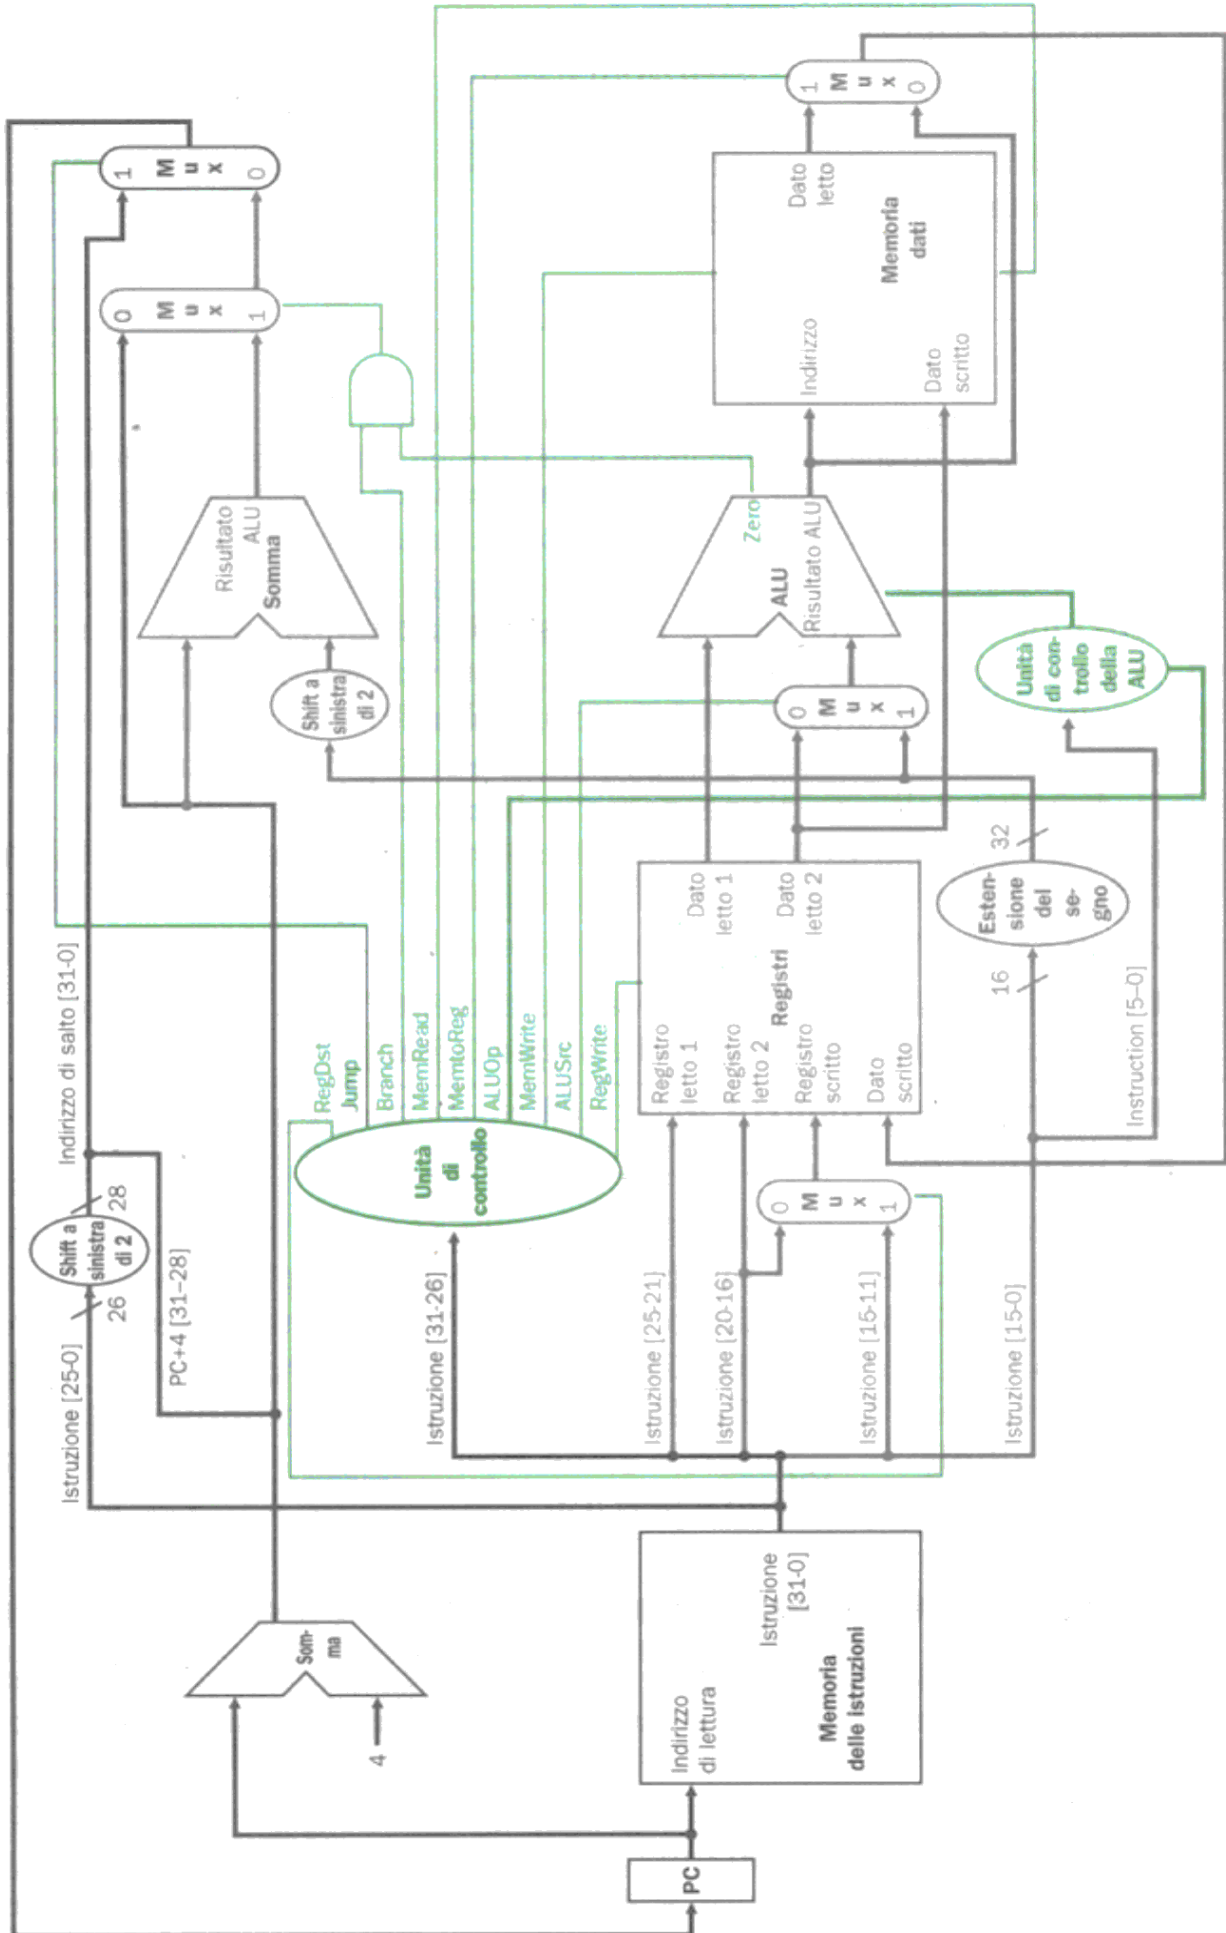 PC
4
Som-
ma
Indirizzo
di lettura
Istruzione
[31-0]
Memoria
delle istruzioni
Istruzione [25-0]
26
Shift a
sinistra
di 2
28
Indirizzo di salto [31-0]
PC+4 [31–28]
Istruzione [31-26]
Istruzione [25-21]
Istruzione [20-16]
Istruzione [15-11]
Istruzione [15-0]
Unità
di
controllo
RegDst
Jump
Branch
MemRead
MemtoReg
ALUOp
MemWrite
ALUSrc
RegWrite
0
M
u
x
1
Registro
letto 1
Registro
letto 2
Registro
scritto
Dato
scritto
Registri
Dato
letto 1
Dato
letto 2
16
Esten-
sione
del
se-
gno
32
Instruction [5–0]
Shift a
sinistra
di 2
0
M
u
x
1
Unità
di con-
trollo
della
ALU
Risultato
ALU
Somma
Zero
ALU
Risultato ALU
0
M
u
x
1
1
M
u
x
0
Indirizzo
Dato
scritto
Memoria
dati
Dato
letto
1
M
u
x
0